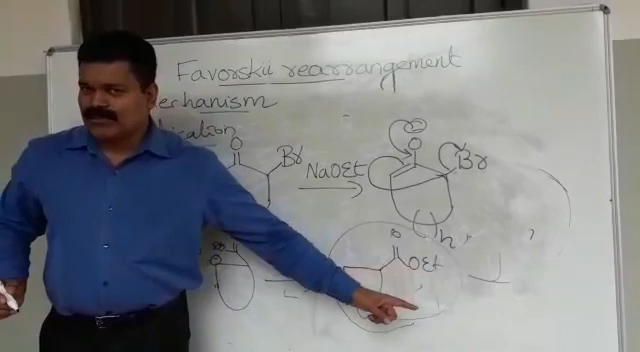 Favorskii rearrangement
Mechanism
O
Br
NaOEt
O
Br
n
O
OEt